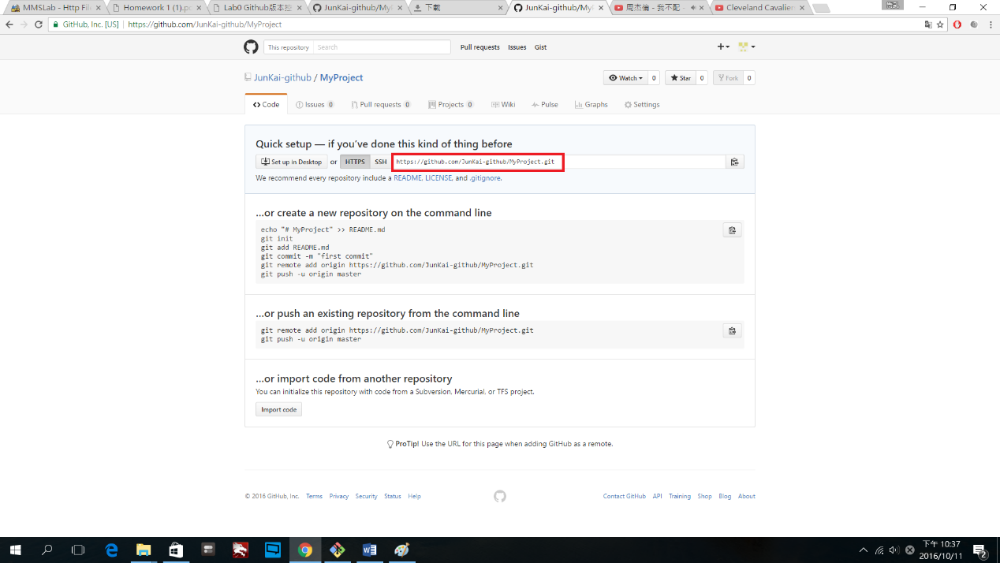 MMSLab - Http File
Homework 1 (1).pd
Lab0 Github版本控
JunKai-github/MyP
下載
JunKai-github/MyP
周杰倫 - 我不配 -
Cleveland Cavaliers
GitHub, Inc. [US] | https://github.com/JunKai-github/MyProject
This repository Search Pull requests Issues Gist
JunKai-github / MyProject
Watch 0 Star 0 Fork 0
Code Issues 0 Pull requests 0 Projects 0 Wiki Pulse Graphs Settings
Quick setup — if you've done this kind of thing before
Set up in Desktop or HTTPS SSH https://github.com/JunKai-github/MyProject.git
We recommend every repository include a README, LICENSE, and .gitignore.
…or create a new repository on the command line
echo "# MyProject" >> README.md
git init
git add README.md
git commit -m "first commit"
git remote add origin https://github.com/JunKai-github/MyProject.git
git push -u origin master
…or push an existing repository from the command line
git remote add origin https://github.com/JunKai-github/MyProject.git
git push -u origin master
…or import code from another repository
You can initialize this repository with code from a Subversion, Mercurial, or TFS project.
Import code
ProTip! Use the URL for this page when adding GitHub as a remote.
© 2016 GitHub, Inc. Terms Privacy Security Status Help
Contact GitHub API Training Shop Blog About
下午 10:37
2016/10/11
2